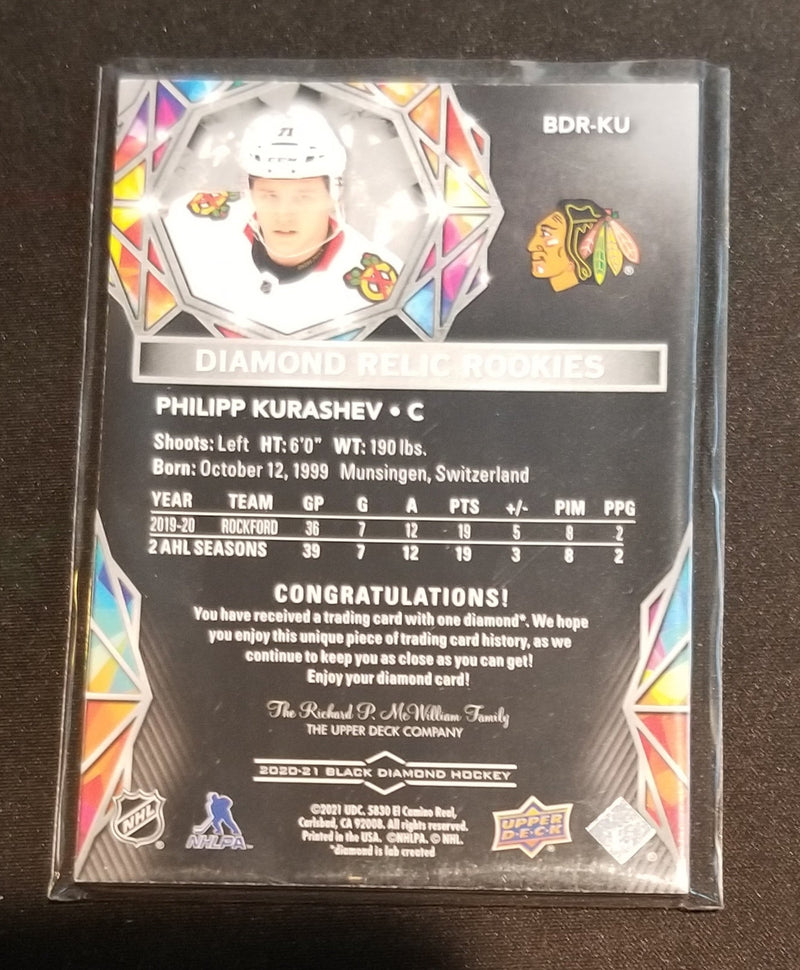 71
CCM
BDR-KU
DIAMOND RELIC ROOKIES
PHILIPP KURASHEV • C
Shoots: Left HT: 6'0" WT: 190 lbs.
Born: October 12, 1999 Munsingen, Switzerland
YEAR TEAM GP G A PTS +/- PIM PPG
2019-20 ROCKFORD 36 7 12 19 5 8 2
2 AHL SEASONS 39 7 12 19 3 8 2
CONGRATULATIONS!
You have received a trading card with one diamond*. We hope
you enjoy this unique piece of trading card history, as we
continue to keep you as close as you can get!
Enjoy your diamond card!
The Richard P. McWilliam Family
THE UPPER DECK COMPANY
2020-21 BLACK DIAMOND HOCKEY
©2021 UDC. 5830 El Camino Real,
Carlsbad, CA 92008. All rights reserved.
Printed in the USA. ©NHLPA. © NHL.
*diamond is lab created
NHL
NHLPA
UPPER
DECK